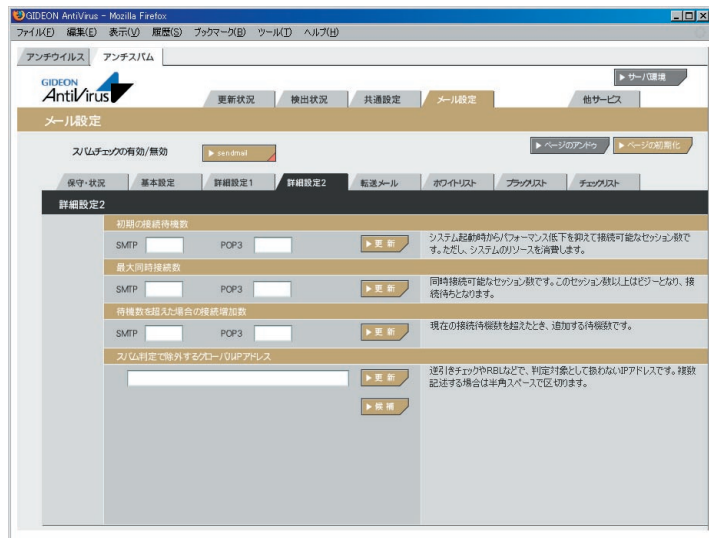 GIDEON AntiVirus - Mozilla Firefox
ファイル(F) 編集(E) 表示(V) 履歴(S) ブックマーク(B) ツール(T) ヘルプ(H)
アンチウイルス アンチスパム
▶ サーバ環境
GIDEON
AntiVirus
更新状況 検出状況 共通設定 メール設定 他サービス
メール設定
スパムチェックの有効/無効 ▶ sendmail ▶ ページのアンドゥ ▶ ページの初期化
保守・状況 基本設定 詳細設定1 詳細設定2 転送メール ホワイトリスト ブラックリスト チェックリスト
詳細設定2
初期の接続待機数
SMTP POP3 ▶ 更 新
システム起動時からパフォーマンス低下を抑えて接続可能なセッション数で
す。ただし、システムのリソースを消費します。
最大同時接続数
SMTP POP3 ▶ 更 新
同時接続可能なセッション数です。このセッション数以上はビジーとなり、接
続待ちとなります。
待機数を超えた場合の接続増加数
SMTP POP3 ▶ 更 新
現在の接続待機数を超えたとき、追加する待機数です。
スパム判定で除外するグローバルIPアドレス
▶ 更 新
逆引きチェックやRBLなどで、判定対象として扱わないIPアドレスです。複数
記述する場合は半角スペースで区切ります。
▶ 候 補